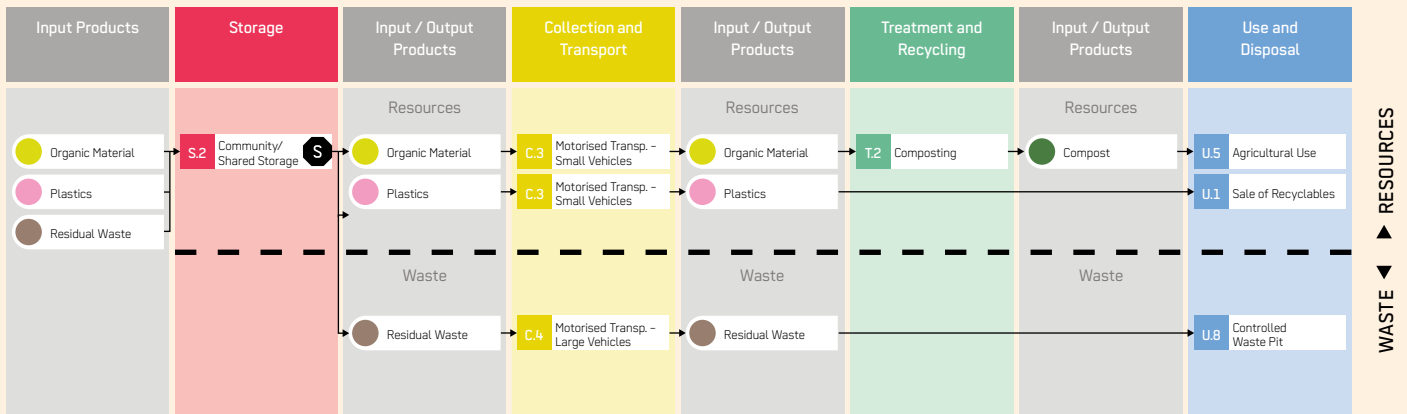 Input Products
Storage
Input / Output
Products
Collection and
Transport
Input / Output
Products
Treatment and
Recycling
Input / Output
Products
Use and
Disposal
Resources
Resources
Resources
Organic Material
S.2
Community/
Shared Storage
S
Organic Material
C.3
Motorised Transp. –
Small Vehicles
Organic Material
T.2
Composting
Compost
U.5
Agricultural Use
Plastics
Plastics
C.3
Motorised Transp. –
Small Vehicles
Plastics
U.1
Sale of Recyclables
Residual Waste
Waste
Waste
Waste
Residual Waste
C.4
Motorised Transp. –
Large Vehicles
Residual Waste
U.8
Controlled
Waste Pit
WASTE ◀ ▶ RESOURCES